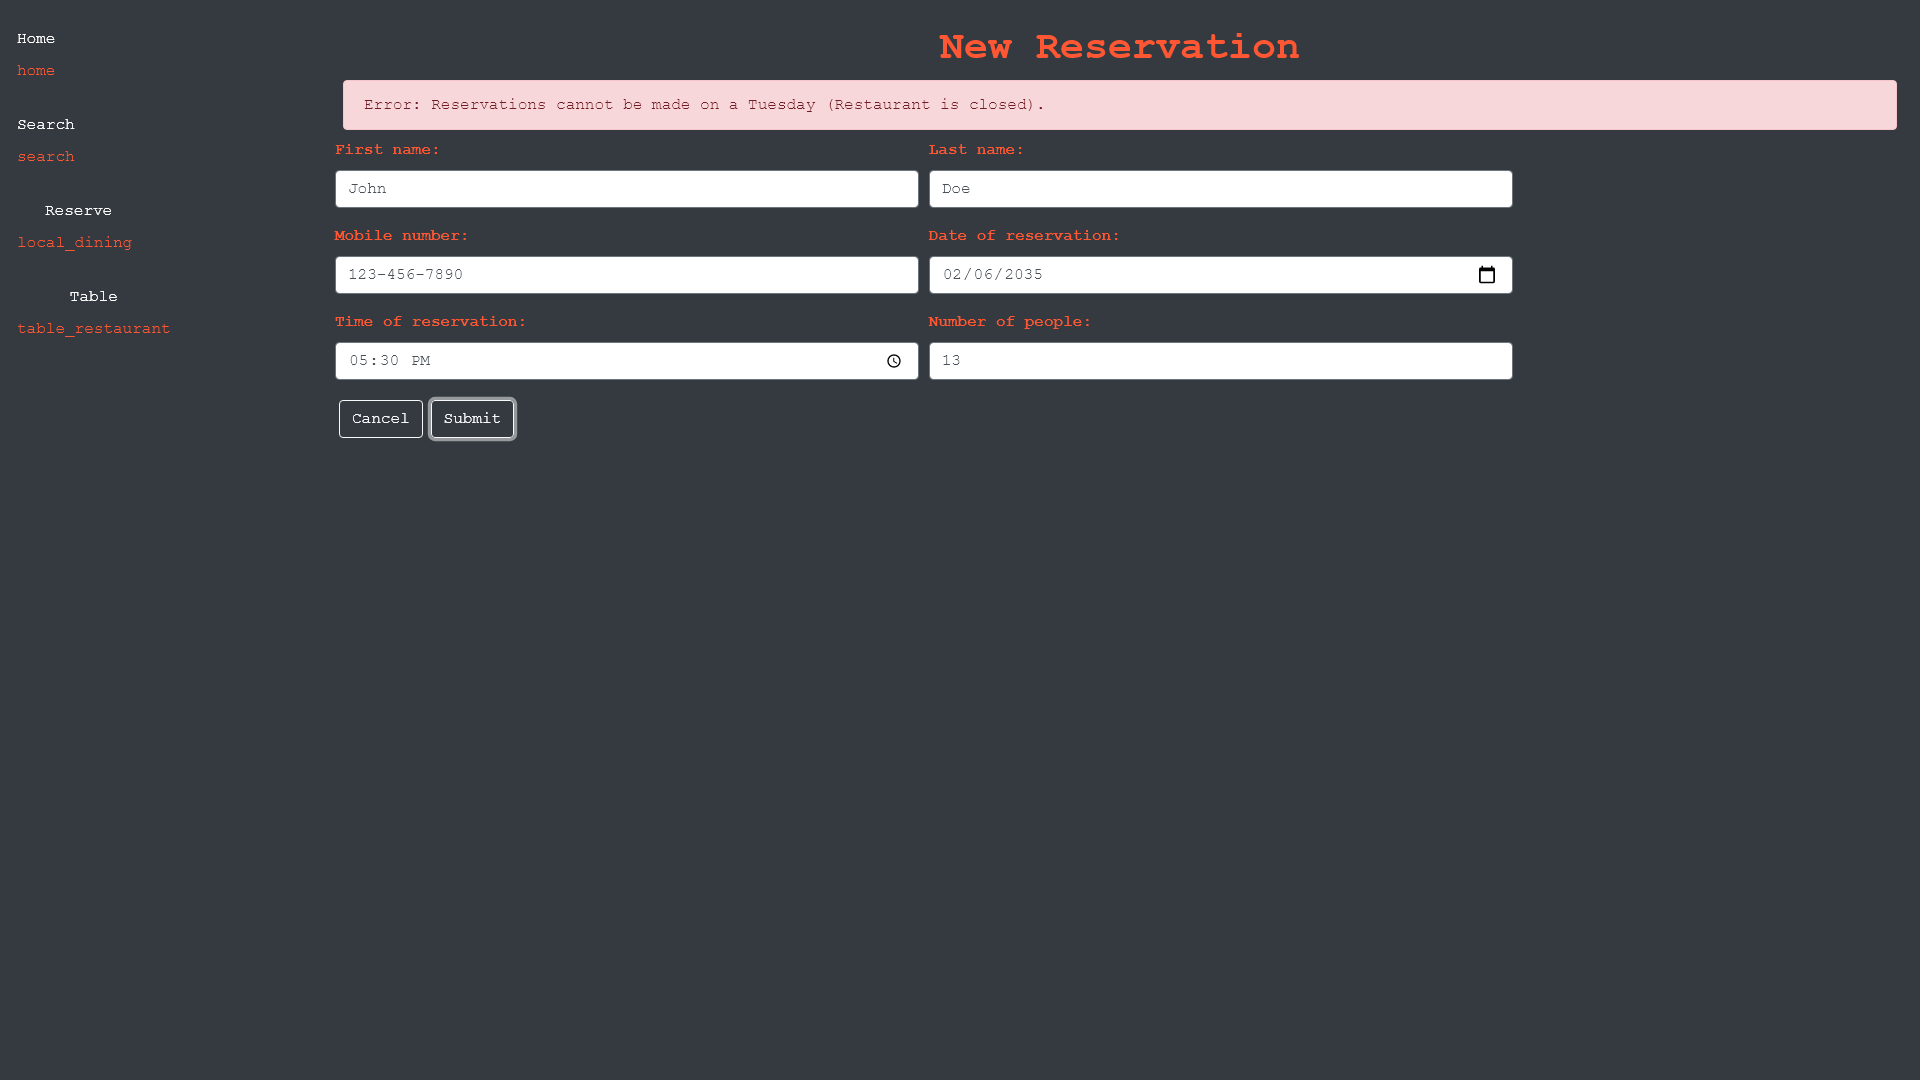 Home
home
Search
search
Reserve
local_dining
Table
table_restaurant
New Reservation
Error: Reservations cannot be made on a Tuesday (Restaurant is closed).
First name:
Last name:
John
Doe
Mobile number:
Date of reservation:
123-456-7890
02/06/2035
Time of reservation:
Number of people:
05:30 PM
13
Cancel
Submit